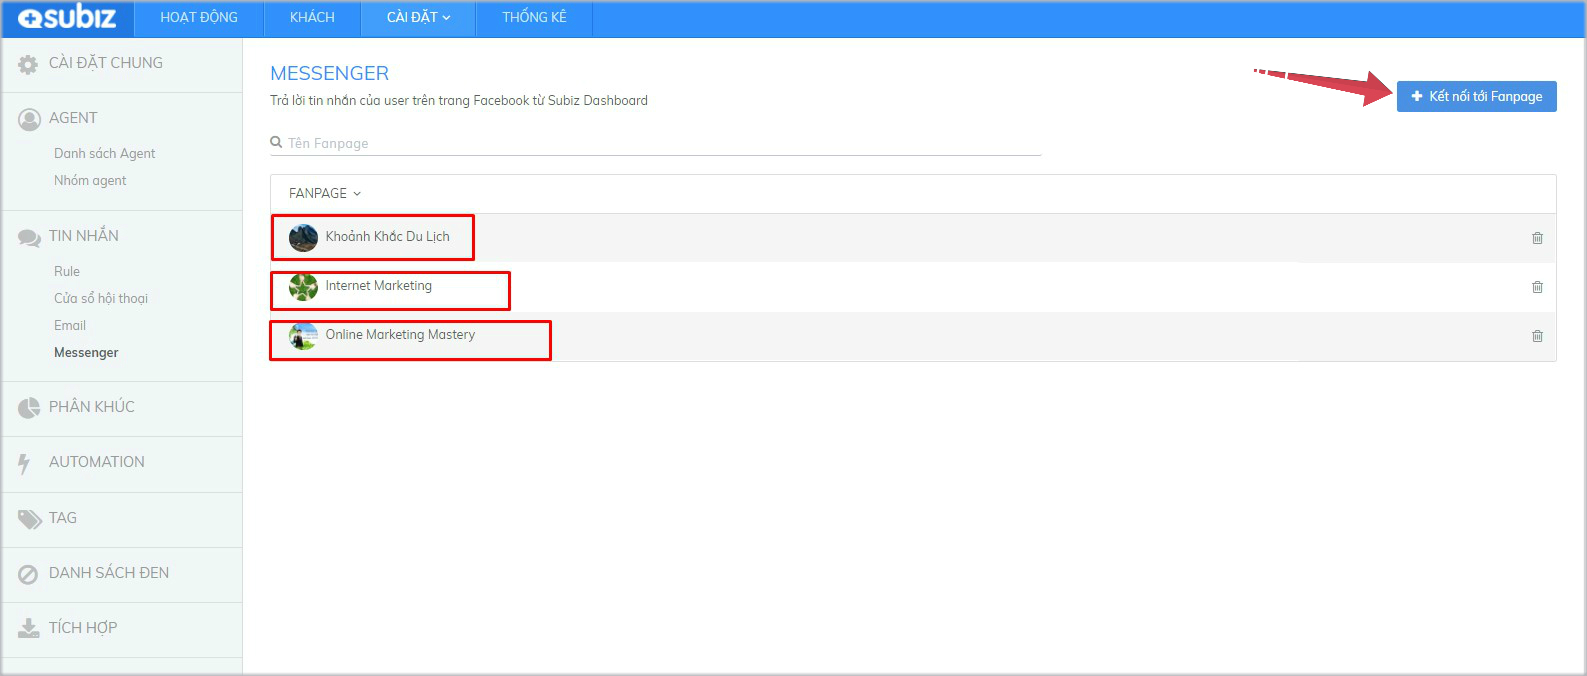 subiz
HOẠT ĐỘNG
KHÁCH
CÀI ĐẶT
THỐNG KÊ
CÀI ĐẶT CHUNG
AGENT
Danh sách Agent
Nhóm agent
TIN NHẮN
Rule
Cửa sổ hội thoại
Email
Messenger
PHÂN KHÚC
AUTOMATION
TAG
DANH SÁCH ĐEN
TÍCH HỢP
MESSENGER
Trả lời tin nhắn của user trên trang Facebook từ Subiz Dashboard
Kết nối tới Fanpage
Tên Fanpage
FANPAGE
Khoảnh Khắc Du Lịch
Internet Marketing
Online Marketing Mastery